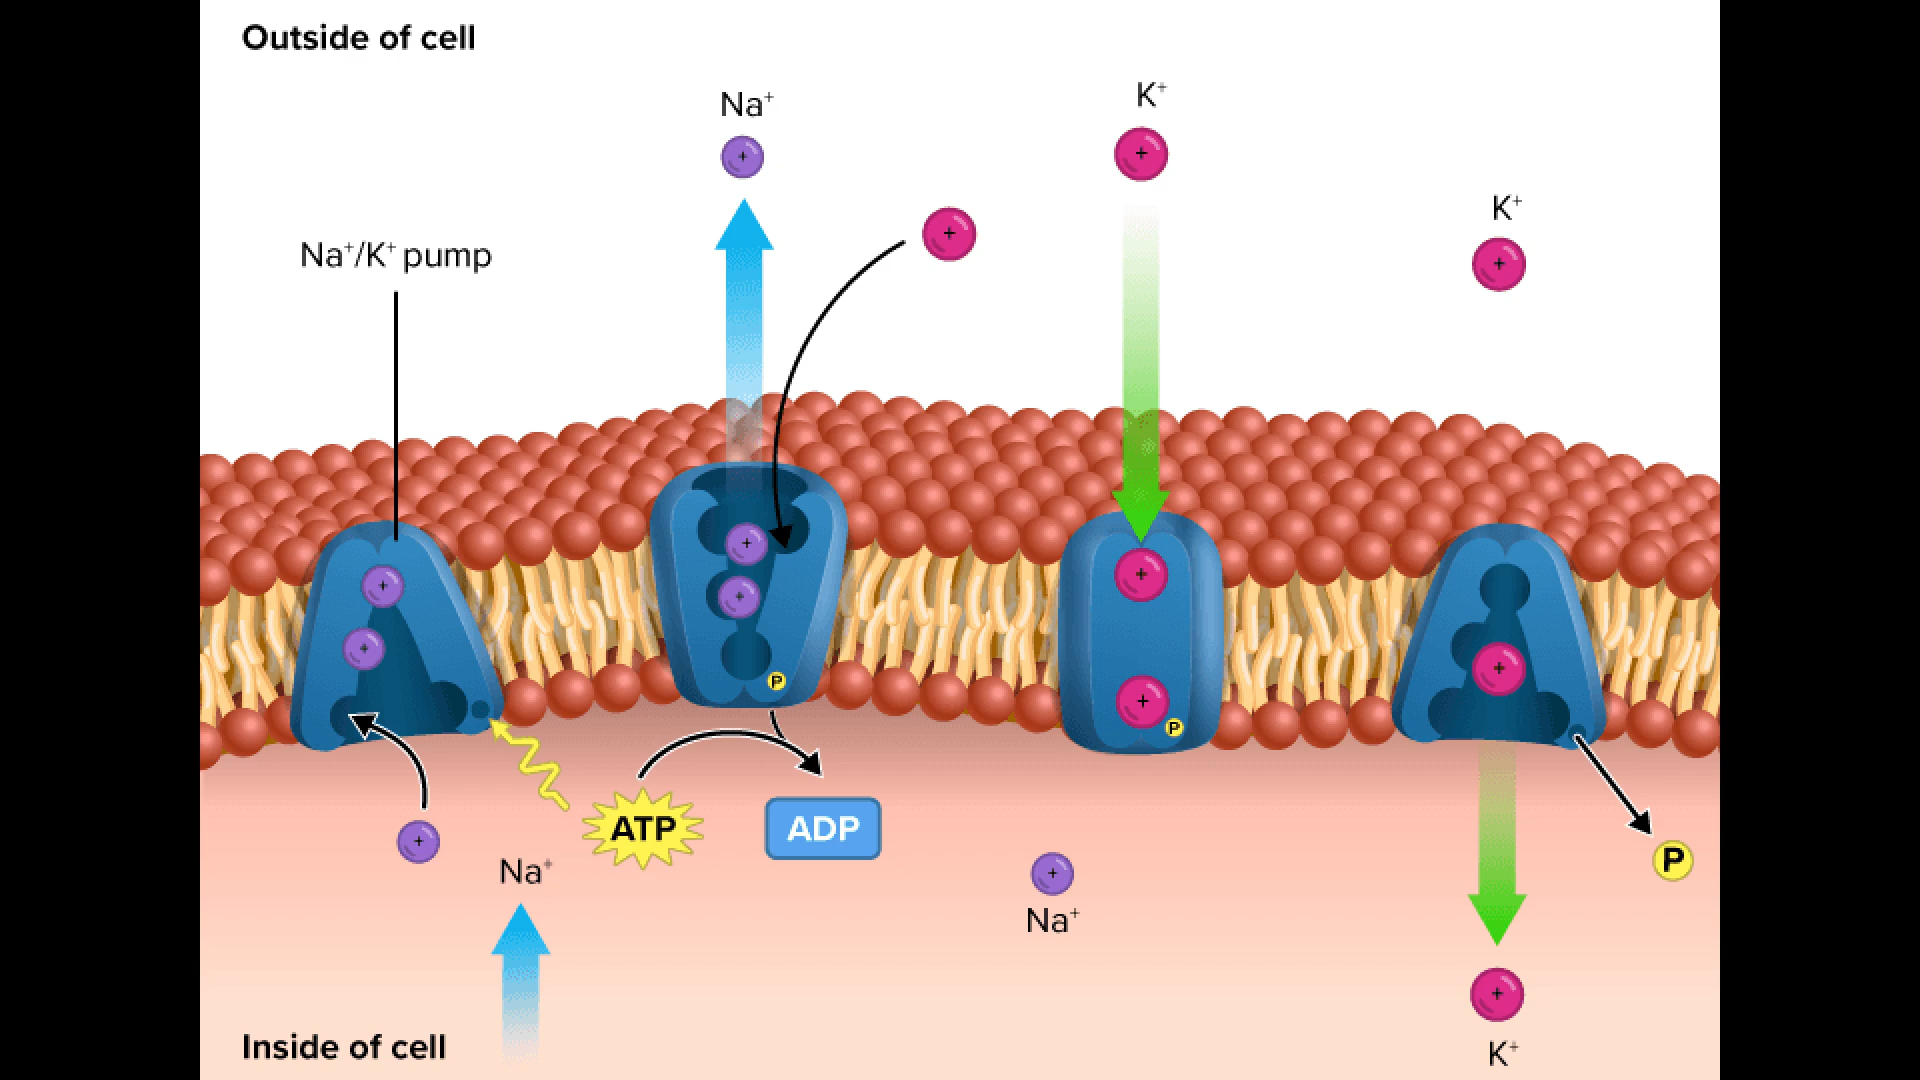 Outside of cell
Na⁺
K⁺
K⁺
Na⁺/K⁺ pump
+
+
+
+
+
+
+
+
+
+
+
P
P
ATP
ADP
+
+
P
Na⁺
Na⁺
+
Inside of cell
K⁺